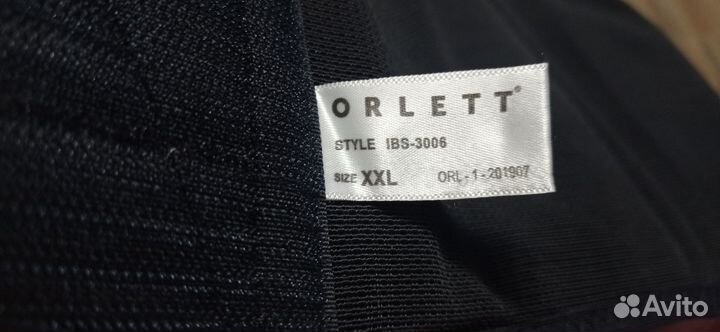 ORLETT®
STYLE IBS-3006
SIZE XXL ORL-1-201907
Avito